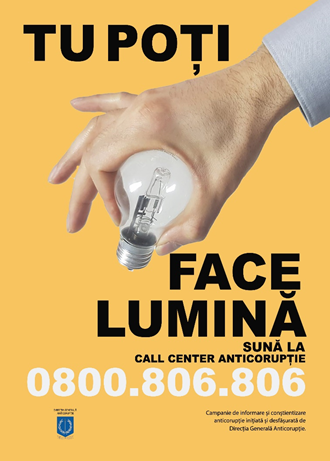 TU POȚI
FACE
LUMINĂ
SUNĂ LA
CALL CENTER ANTICORUPȚIE
0800.806.806
Campanie de informare și conștientizare
anticorupție inițiată și desfășurată de
Direcția Generală Anticorupție.